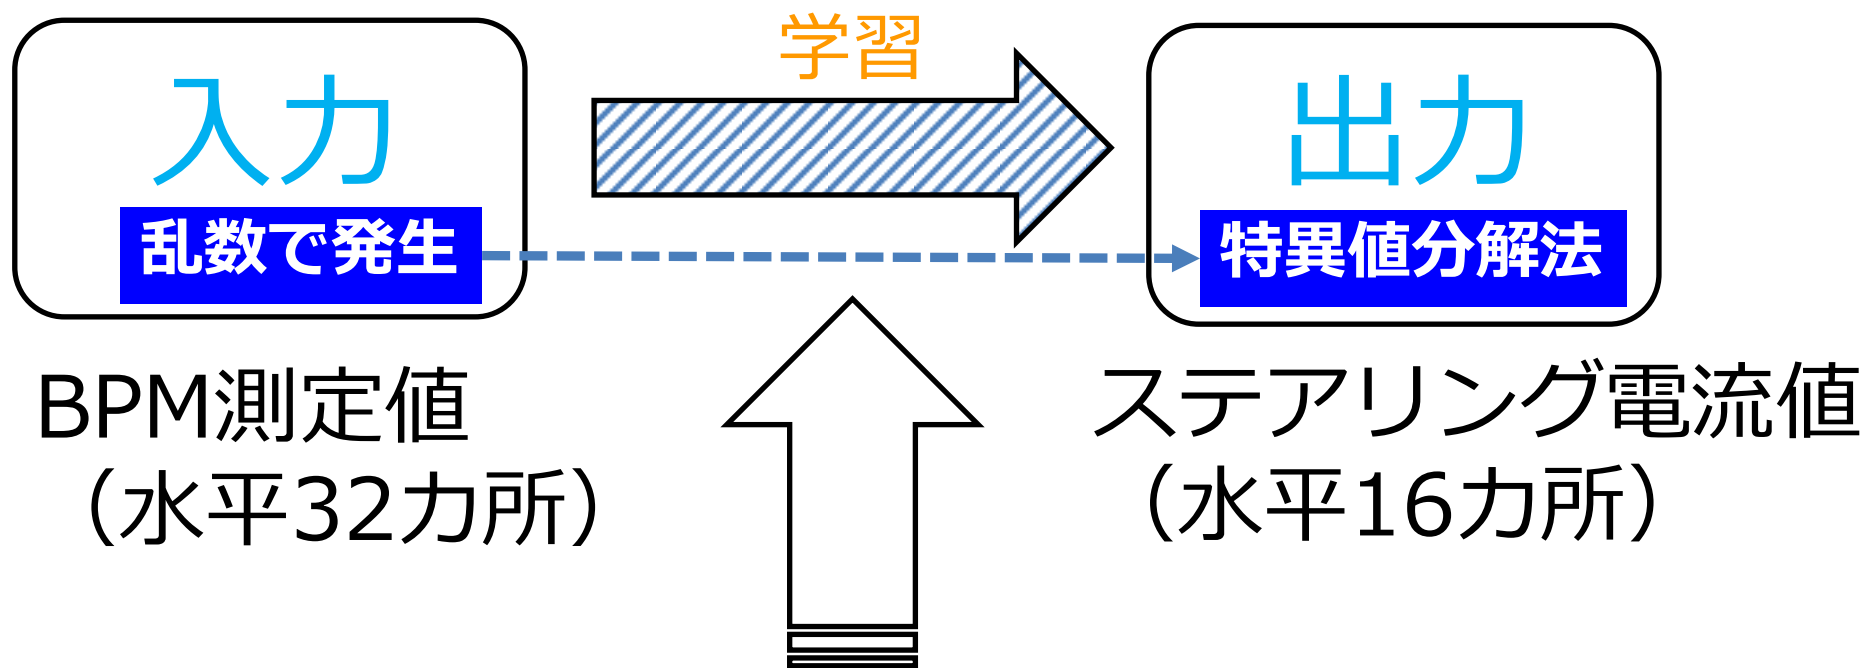 学習
入力
乱数で発生
出力
特異値分解法
BPM測定値
（水平32カ所）
ステアリング電流値
（水平16カ所）